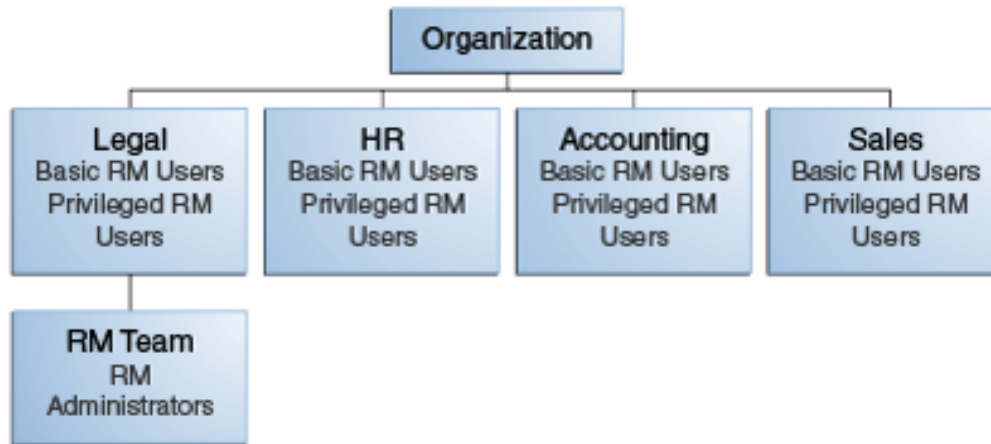 Organization
Legal
Basic RM Users
Privileged RM
Users
HR
Basic RM Users
Privileged RM
Users
Accounting
Basic RM Users
Privileged RM
Users
Sales
Basic RM Users
Privileged RM
Users
RM Team
RM
Administrators